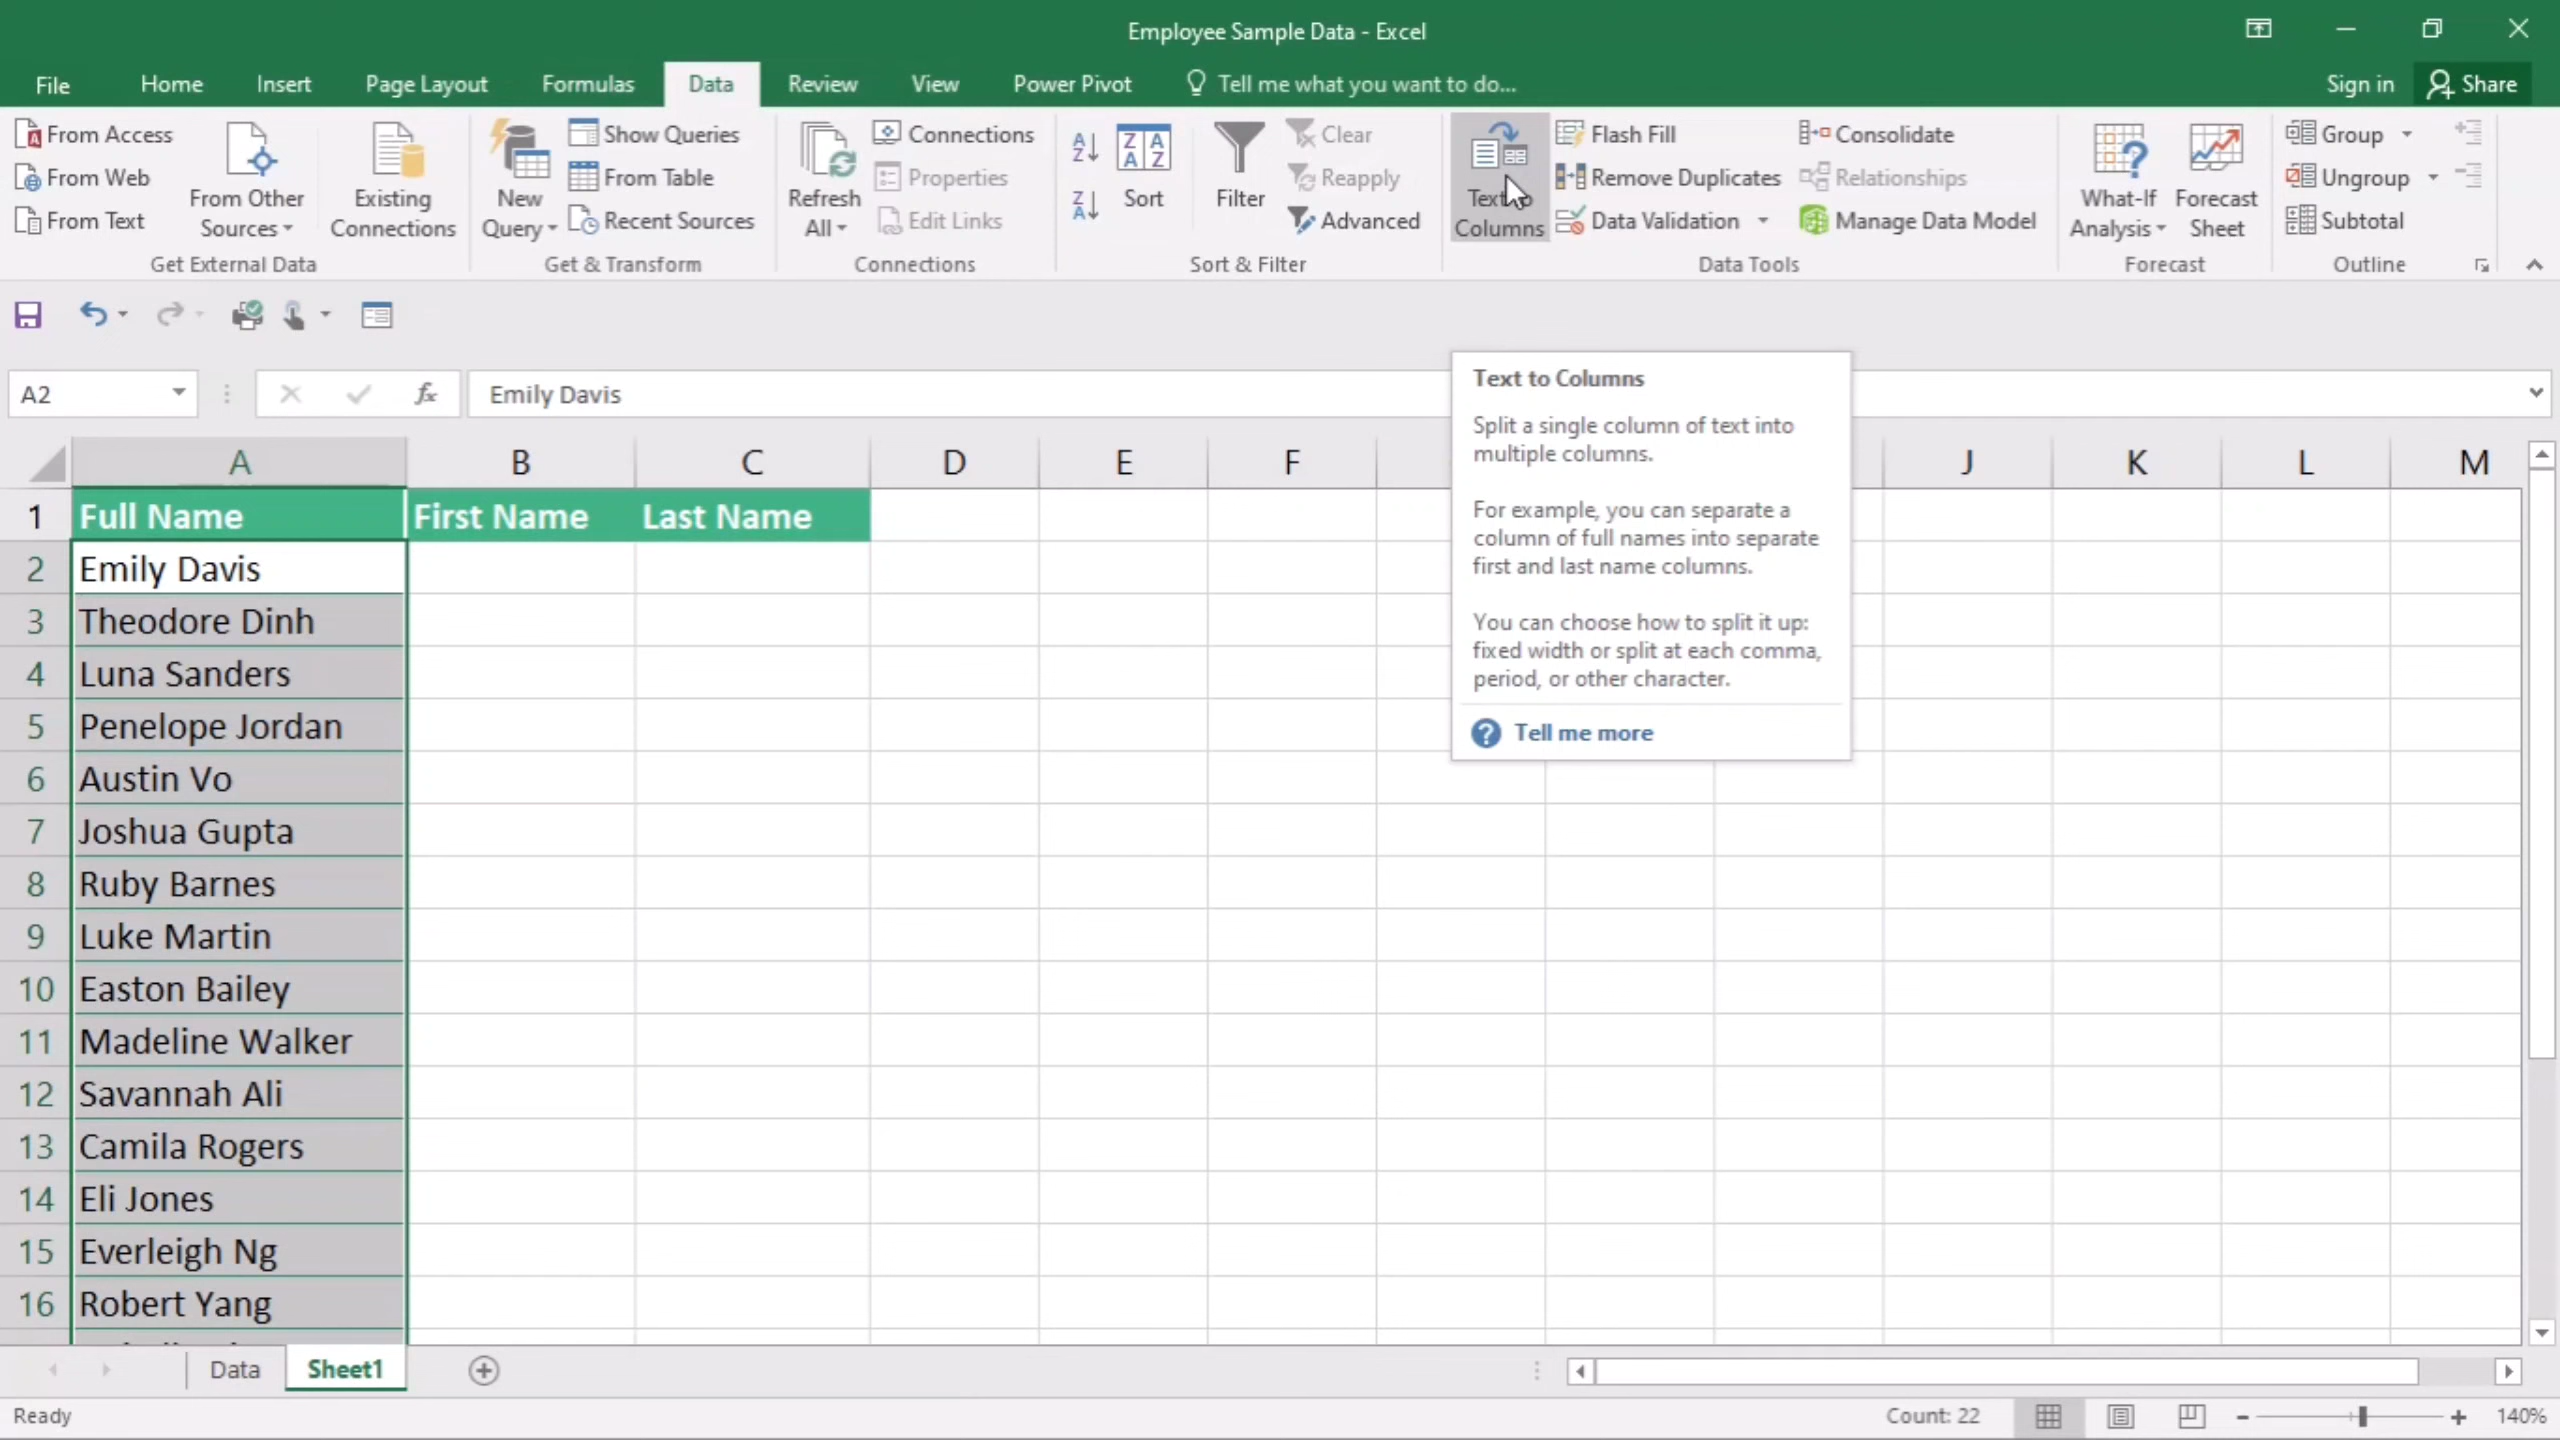 Employee Sample Data - Excel
File Home Insert Page Layout Formulas Data Review View Power Pivot Tell me what you want to do... Sign in Share
From Access
From Web
From Text
From Other
Sources
Existing
Connections
Get External Data
New
Query
Show Queries
From Table
Recent Sources
Get & Transform
Refresh
All
Connections
Properties
Edit Links
Connections
Sort
Filter
Clear
Reapply
Advanced
Sort & Filter
Text to
Columns
Flash Fill
Remove Duplicates
Data Validation
Consolidate
Relationships
Manage Data Model
Data Tools
What-If
Analysis
Forecast
Sheet
Forecast
Group
Ungroup
Subtotal
Outline
A2 fx Emily Davis
Text to Columns
Split a single column of text into
multiple columns.
For example, you can separate a
column of full names into separate
first and last name columns.
You can choose how to split it up:
fixed width or split at each comma,
period, or other character.
? Tell me more
A B C D E F J K L M
1 Full Name First Name Last Name
2 Emily Davis
3 Theodore Dinh
4 Luna Sanders
5 Penelope Jordan
6 Austin Vo
7 Joshua Gupta
8 Ruby Barnes
9 Luke Martin
10 Easton Bailey
11 Madeline Walker
12 Savannah Ali
13 Camila Rogers
14 Eli Jones
15 Everleigh Ng
16 Robert Yang
Data Sheet1
Ready Count: 22 140%